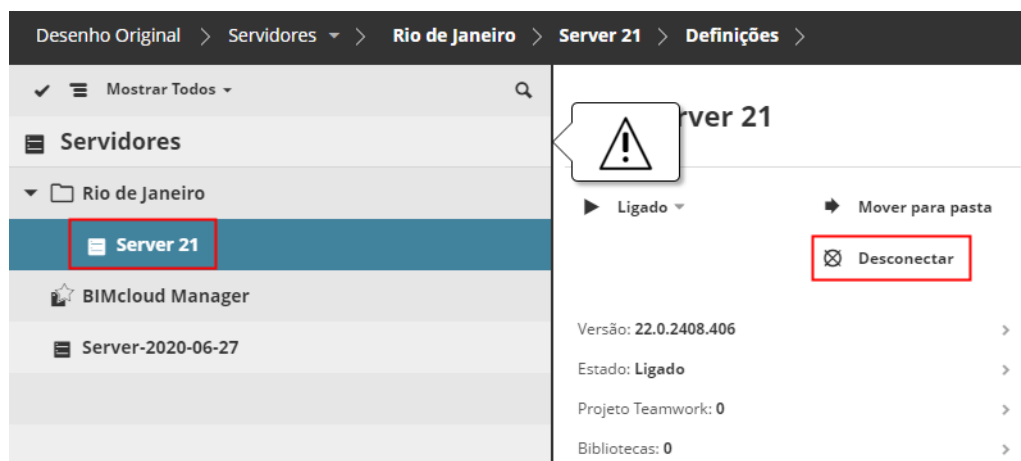 Desenho Original > Servidores > Rio de Janeiro > Server 21 > Definições >
Mostrar Todos
Servidores
Rio de Janeiro
Server 21
BIMcloud Manager
Server-2020-06-27
rver 21
Ligado
Mover para pasta
Desconectar
Versão: 22.0.2408.406
Estado: Ligado
Projeto Teamwork: 0
Bibliotecas: 0